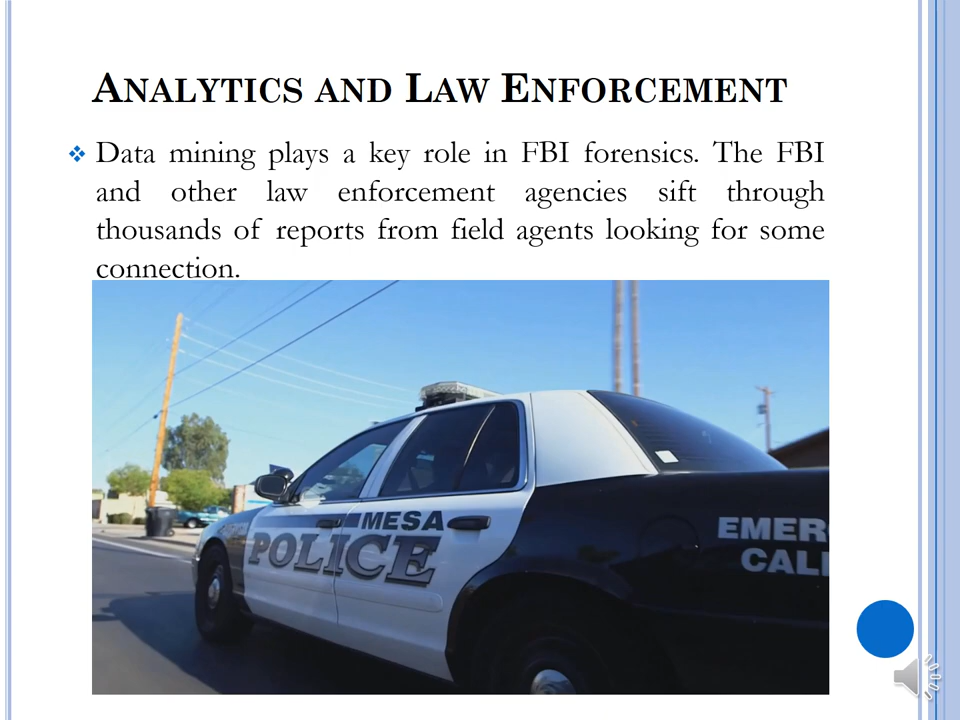 ANALYTICS AND LAW ENFORCEMENT
Data mining plays a key role in FBI forensics. The FBI
and other law enforcement agencies sift through
thousands of reports from field agents looking for some
connection.
MESA
POLICE
EMER
CAL